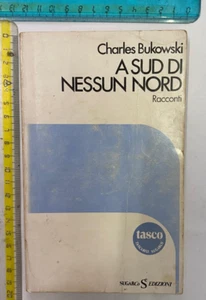 Charles Bukowski
A SUD DI
NESSUN NORD
Racconti
tasco
SUGARCo S EDIZIONI